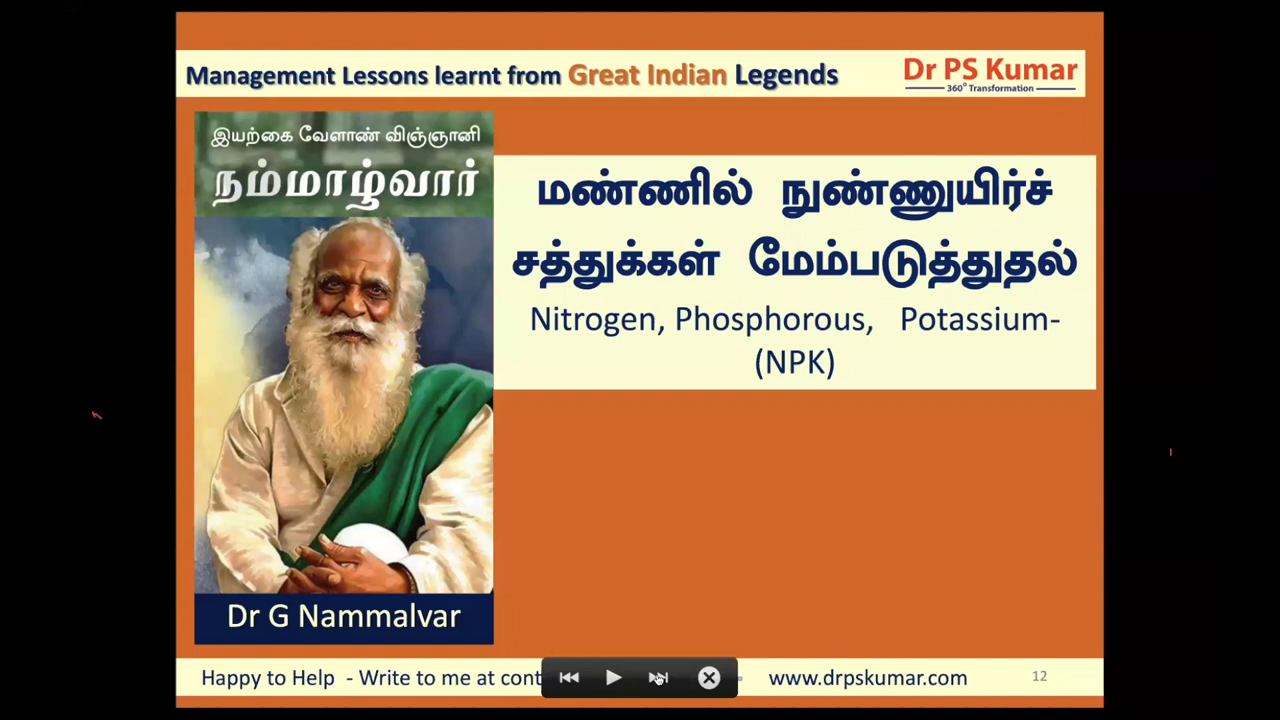 Management Lessons learnt from Great Indian Legends
Dr PS Kumar
360° Transformation
இயற்கை வேளாண் விஞ்ஞானி
நம்மாழ்வார்
மண்ணில் நுண்ணுயிர்ச்
சத்துக்கள் மேம்படுத்துதல்
Nitrogen, Phosphorous, Potassium-
(NPK)
Dr G Nammalvar
Happy to Help - Write to me at cont
www.drpskumar.com
12